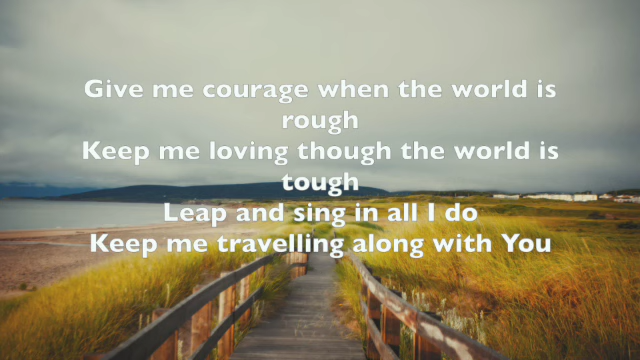 Give me courage when the world is
rough
Keep me loving though the world is
tough
Leap and sing in all I do
Keep me travelling along with You